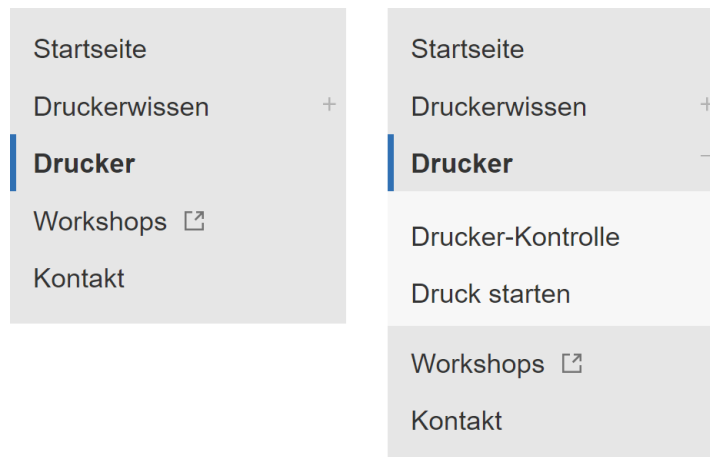 Startseite
Druckerwissen +
Drucker
Workshops
Kontakt
Startseite
Druckerwissen +
Drucker –
Drucker-Kontrolle
Druck starten
Workshops
Kontakt